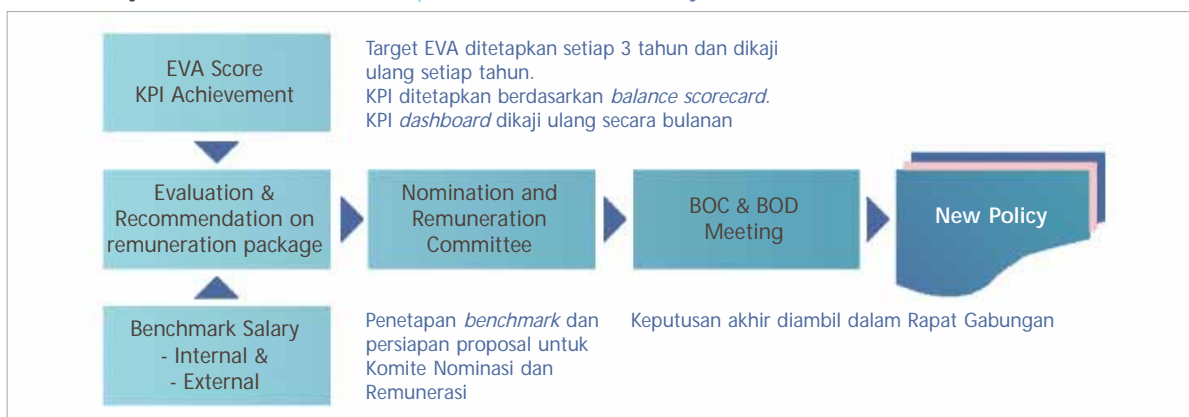 EVA Score
KPI Achievement
Target EVA ditetapkan setiap 3 tahun dan dikaji
ulang setiap tahun.
KPI ditetapkan berdasarkan balance scorecard.
KPI dashboard dikaji ulang secara bulanan
Evaluation &
Recommendation on
remuneration package
Nomination and
Remuneration
Committee
BOC & BOD
Meeting
New Policy
Benchmark Salary
- Internal &
- External
Penetapan benchmark dan
persiapan proposal untuk
Komite Nominasi dan
Remunerasi
Keputusan akhir diambil dalam Rapat Gabungan